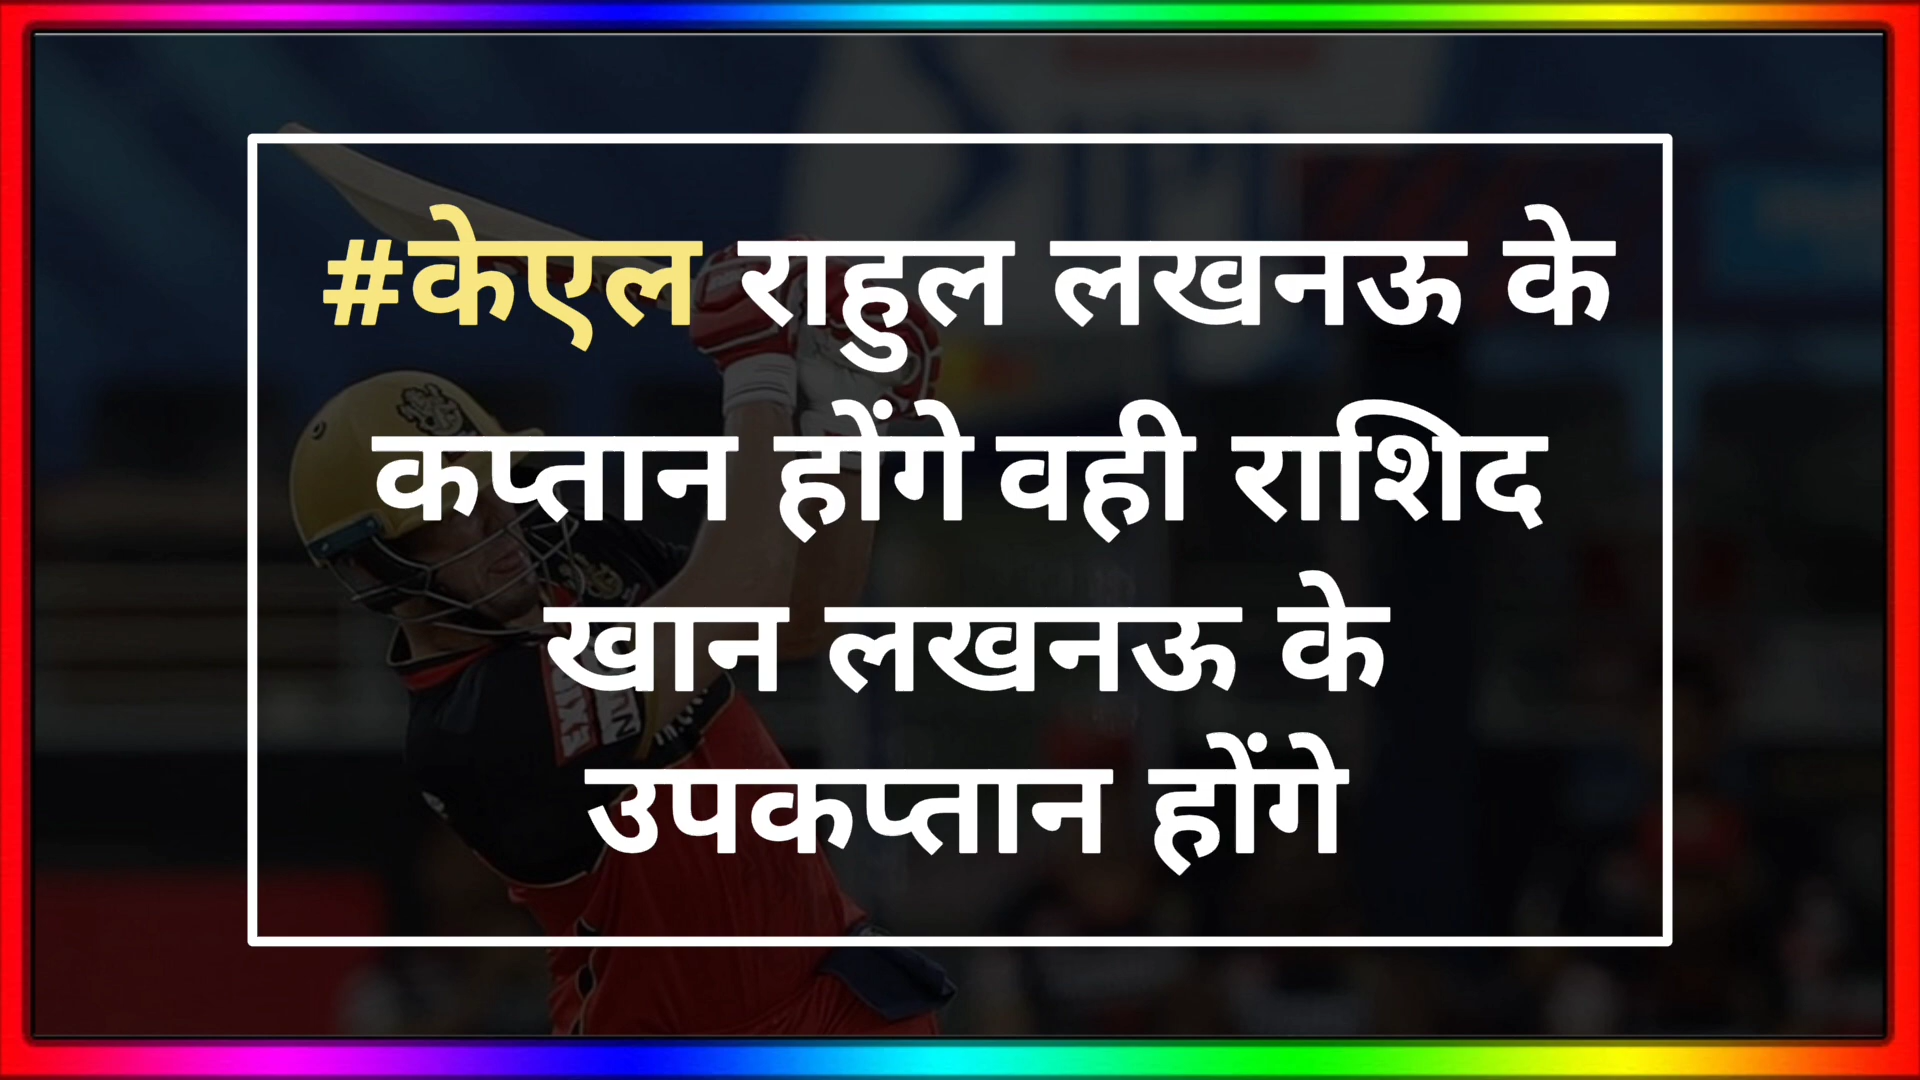 #केएल राहुल लखनऊ के
कप्तान होंगे वही राशिद
खान लखनऊ के
उपकप्तान होंगे